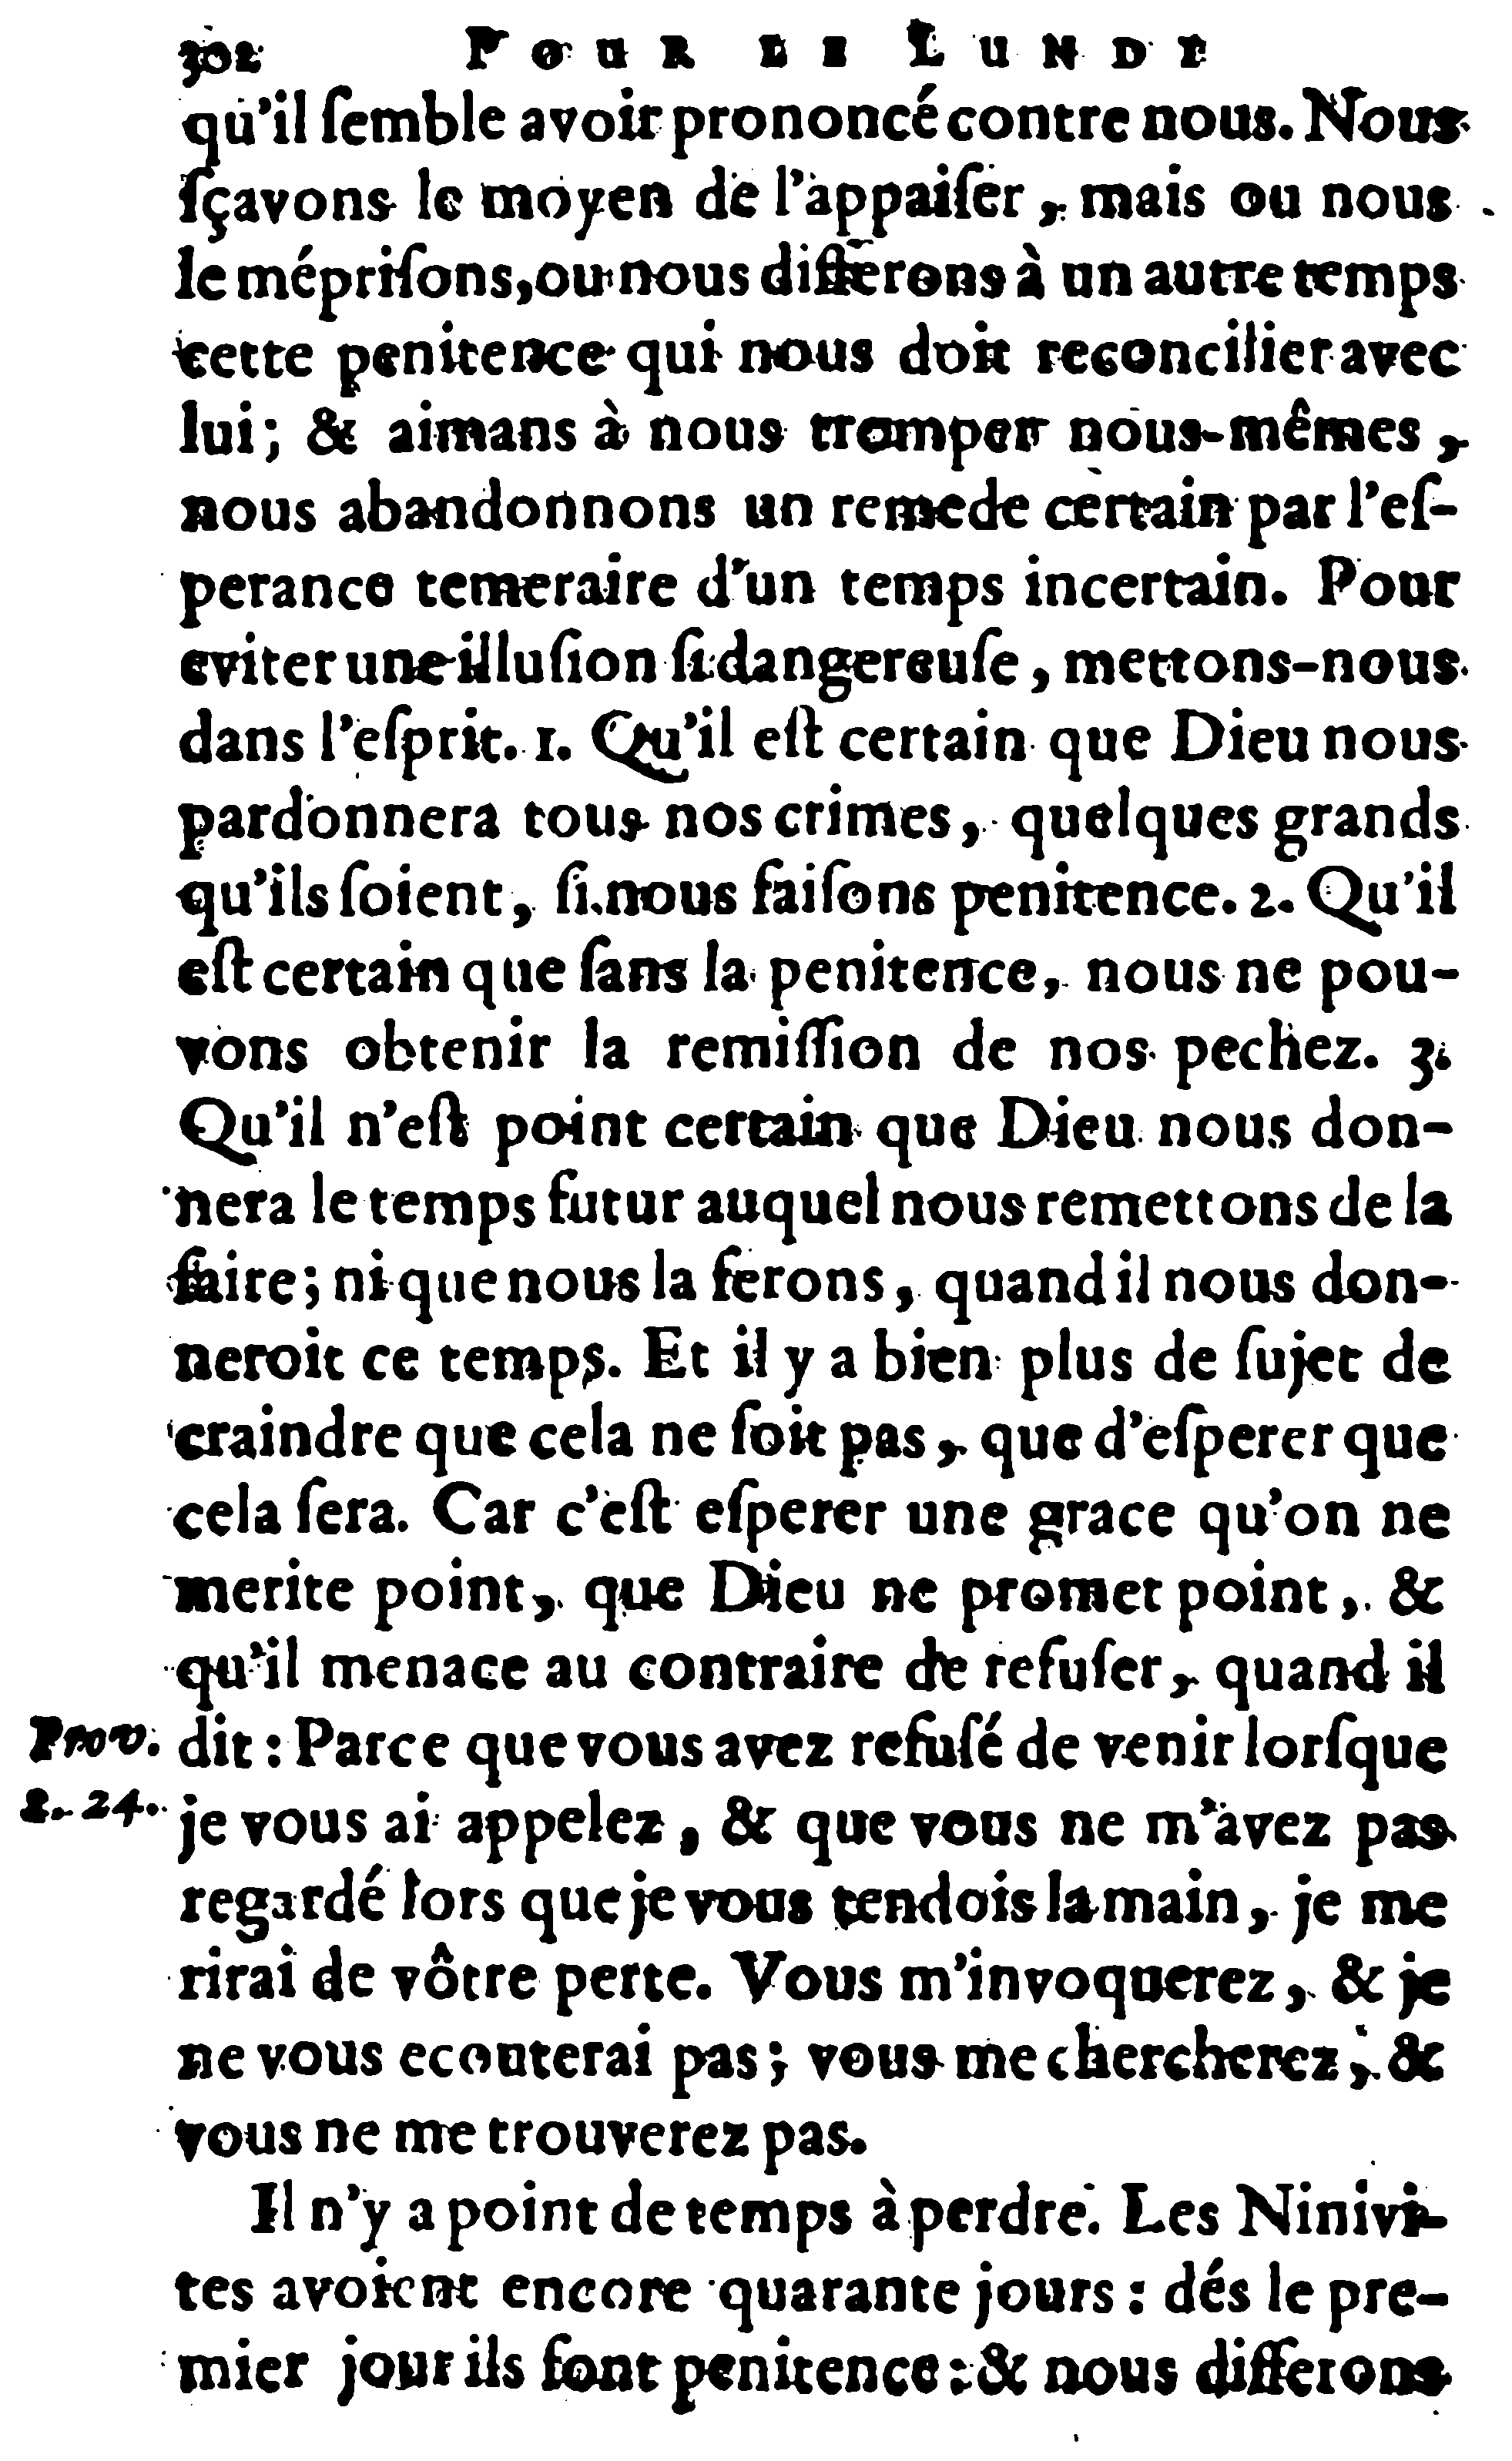 302 POUR LE LUNDI
qu'il ſemble avoir prononcé contre nous. Nous
ſçavons le moyen de l'appaiſer, mais ou nous
le mépriſons, ou nous differons à un autre temps
cette penitence qui nous doit reconcilier avec
lui; & aimans à nous tromper nous-mêmes,
nous abandonnons un remede certain par l'eſ-
perance temeraire d'un temps incertain. Pour
eviter une illuſion ſi dangereuſe, mettons-nous
dans l'eſprit. 1. Qu'il eſt certain que Dieu nous
pardonnera tous nos crimes, quelques grands
qu'ils ſoient, ſi nous faiſons penitence. 2. Qu'il
eſt certain que ſans la penitence, nous ne pou-
vons obtenir la remiſſion de nos pechez. 3.
Qu'il n'eſt point certain que Dieu nous don-
nera le temps futur auquel nous remettons de la
faire; ni que nous la ferons, quand il nous don-
neroit ce temps. Et il y a bien plus de ſujet de
craindre que cela ne ſoit pas, que d'eſperer que
cela ſera. Car c'eſt eſperer une grace qu'on ne
merite point, que Dieu ne promet point, &
qu'il menace au contraire de refuſer, quand il
Prov. dit: Parce que vous avez refuſé de venir lorſque
24. je vous ai appelez, & que vous ne m'avez pas
regardé lors que je vous tendois la main, je me
rirai de vôtre perte. Vous m'invoquerez, & je
ne vous ecouterai pas; vous me chercherez, &
vous ne me trouverez pas.
Il n'y a point de temps à perdre. Les Ninivi-
tes avoient encore quarante jours: dés le pre-
mier jour ils font penitence: & nous differons